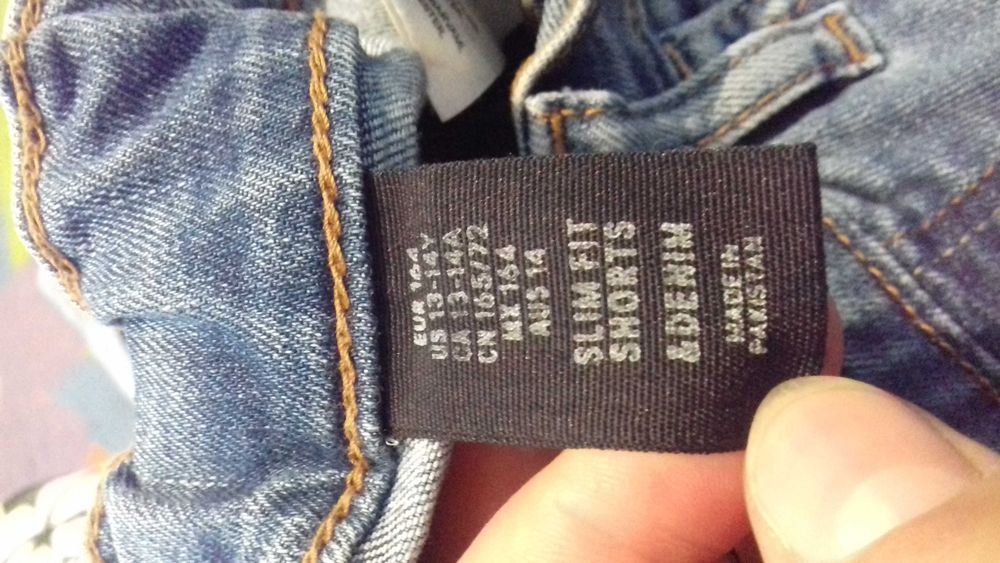 EUR 164
US 13-14Y
CA 13-14A
CN 165/72
MX 164
AUS 14
SLIM FIT
SHORTS
&DENIM
MADE IN
PAKISTAN